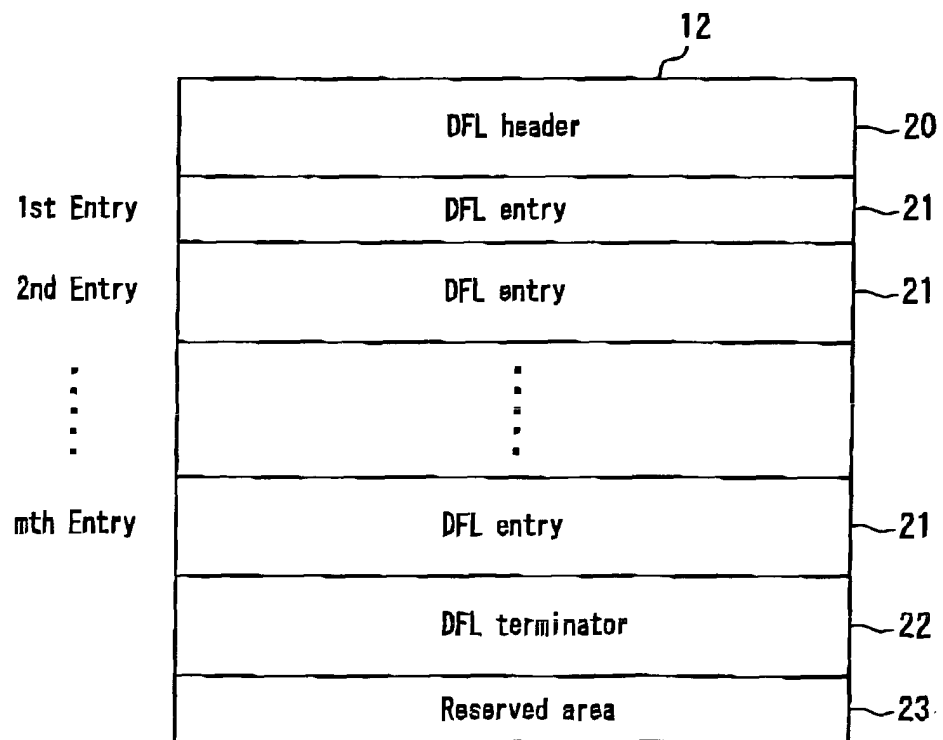 12
DFL header 20
1st Entry DFL entry 21
2nd Entry DFL entry 21
mth Entry DFL entry 21
DFL terminator 22
Reserved area 23